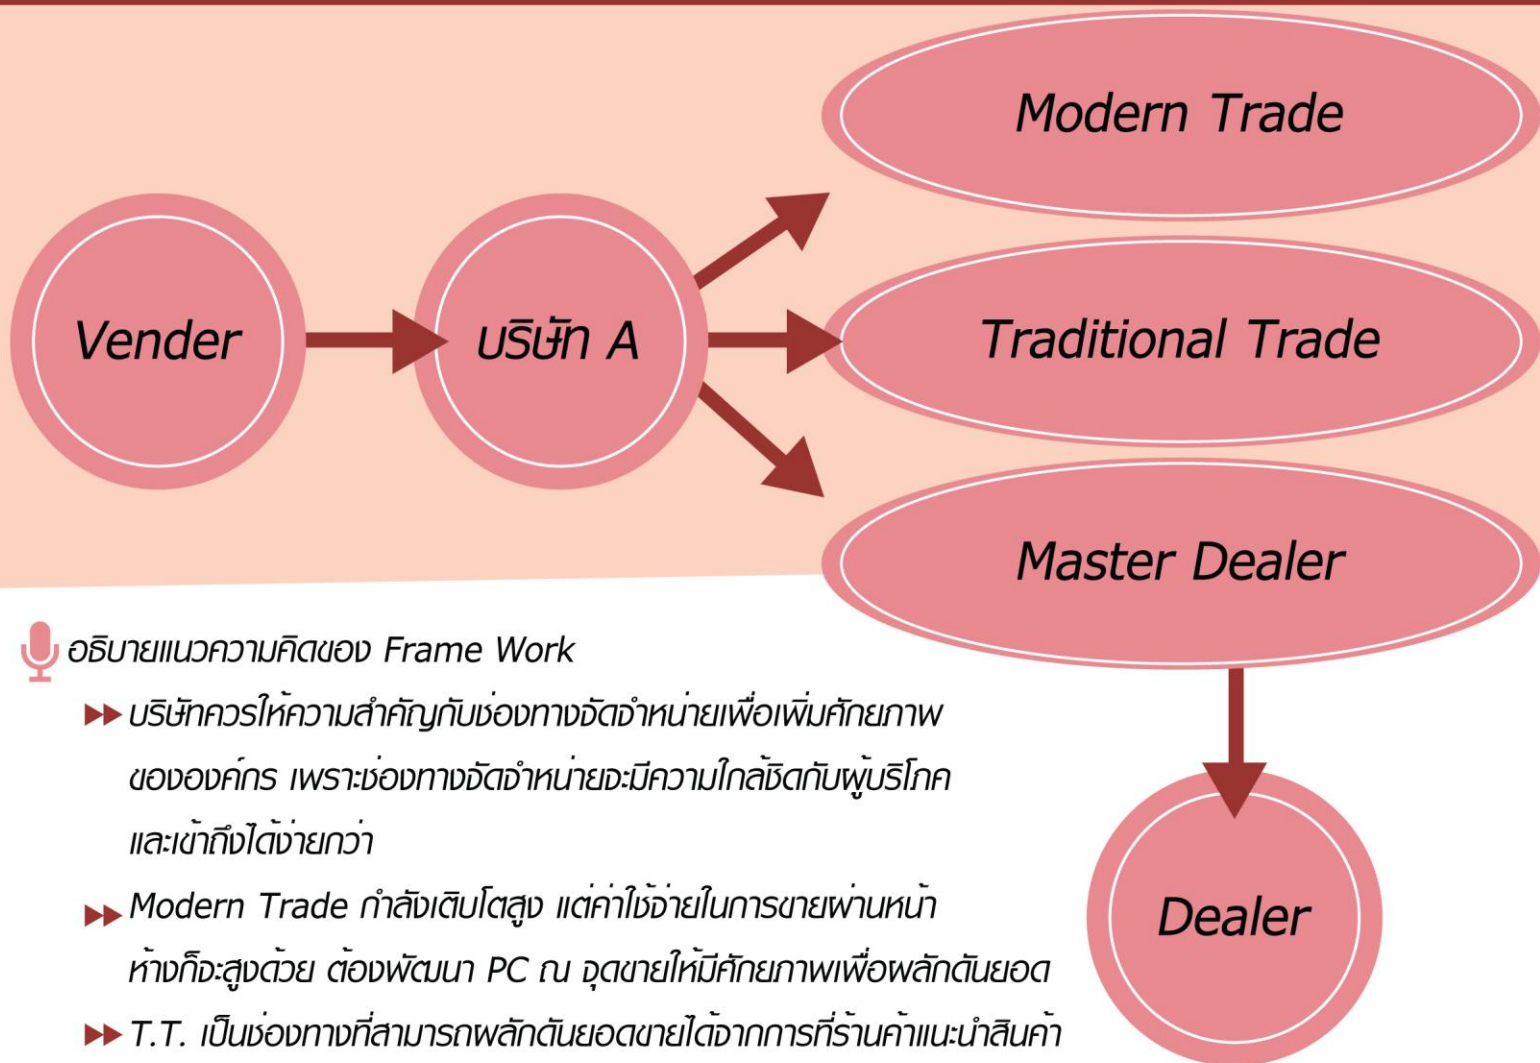 Modern Trade
Vender
บริษัท A
Traditional Trade
Master Dealer
Dealer
อธิบายแนวความคิดของ Frame Work
บริษัทควรให้ความสำคัญกับช่องทางจัดจำหน่ายเพื่อเพิ่มศักยภาพ
ขององค์กร เพราะช่องทางจัดจำหน่ายจะมีความใกล้ชิดกับผู้บริโภค
และเข้าถึงได้ง่ายกว่า
Modern Trade กำลังเติบโตสูง แต่ค่าใช้จ่ายในการขายผ่านหน้า
ห้างก็จะสูงด้วย ต้องพัฒนา PC ณ จุดขายให้มีศักยภาพเพื่อผลักดันยอด
T.T. เป็นช่องทางที่สามารถผลักดันยอดขายได้จากการที่ร้านค้าแนะนำสินค้า